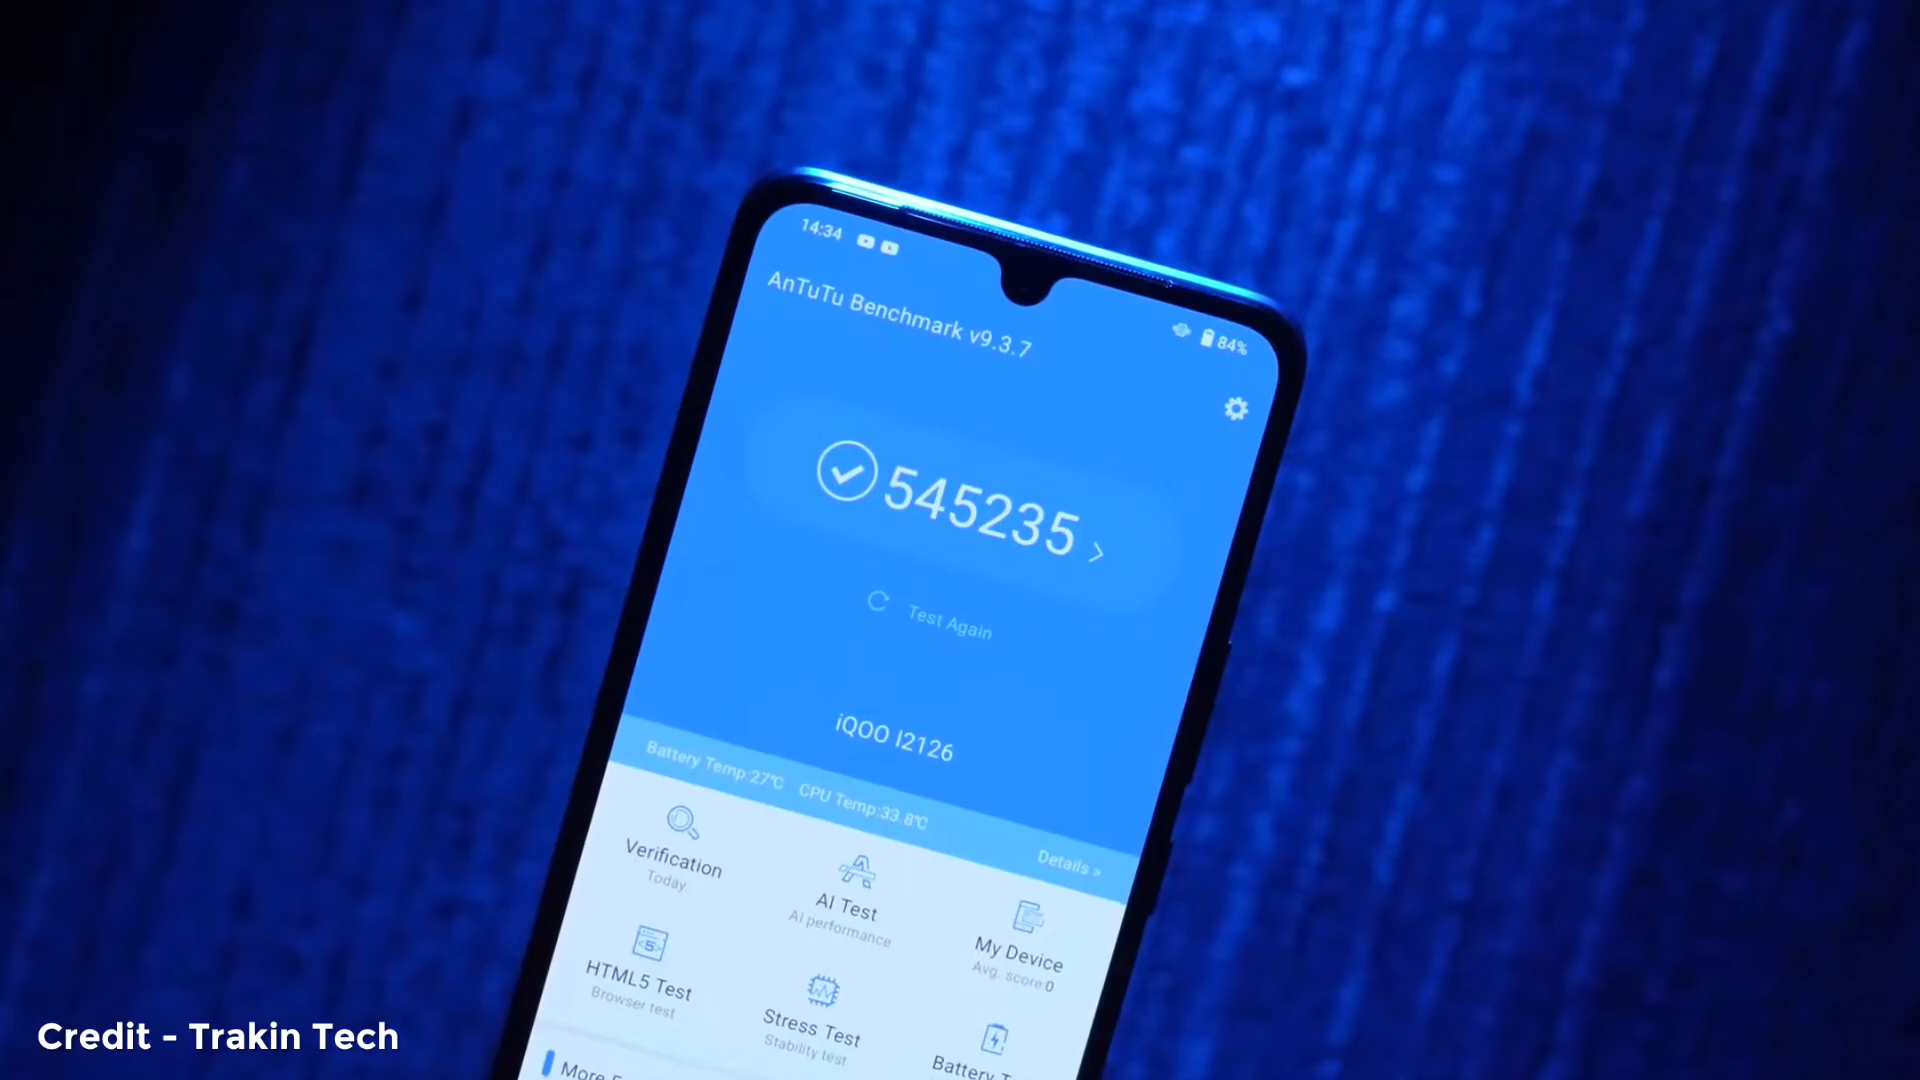 14:34
84%
AnTuTu Benchmark v9.3.7
545235
Test Again
iQOO I2126
Battery Temp:27℃ CPU Temp:33.8℃
Details >
Verification
Today
AI Test
AI performance
My Device
Avg. score:0
HTML5 Test
Browser test
Stress Test
Stability test
Battery
More
Credit - Trakin Tech